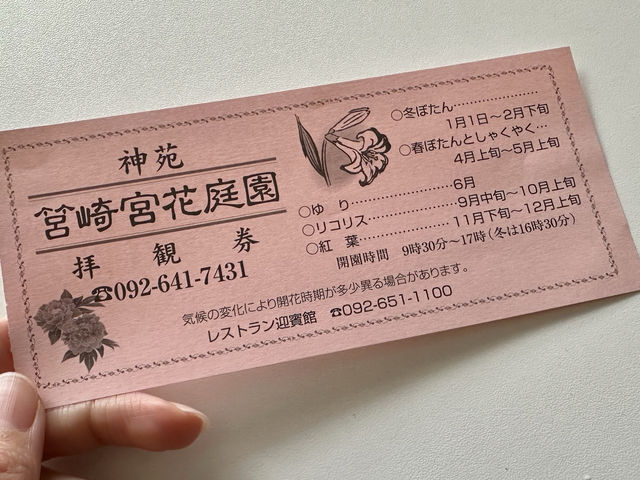 神苑
筥崎宮花庭園
拝観券
☎092-641-7431
○冬ぼたん……………………
1月1日～2月下旬
○春ぼたんとしゃくやく…
4月上旬～5月上旬
○ゆり……………………6月
○リコリス……………9月中旬～10月上旬
○紅葉……………11月下旬～12月上旬
開園時間 9時30分～17時(冬は16時30分)
気候の変化により開花時期が多少異る場合があります。
レストラン迎賓館 ☎092-651-1100